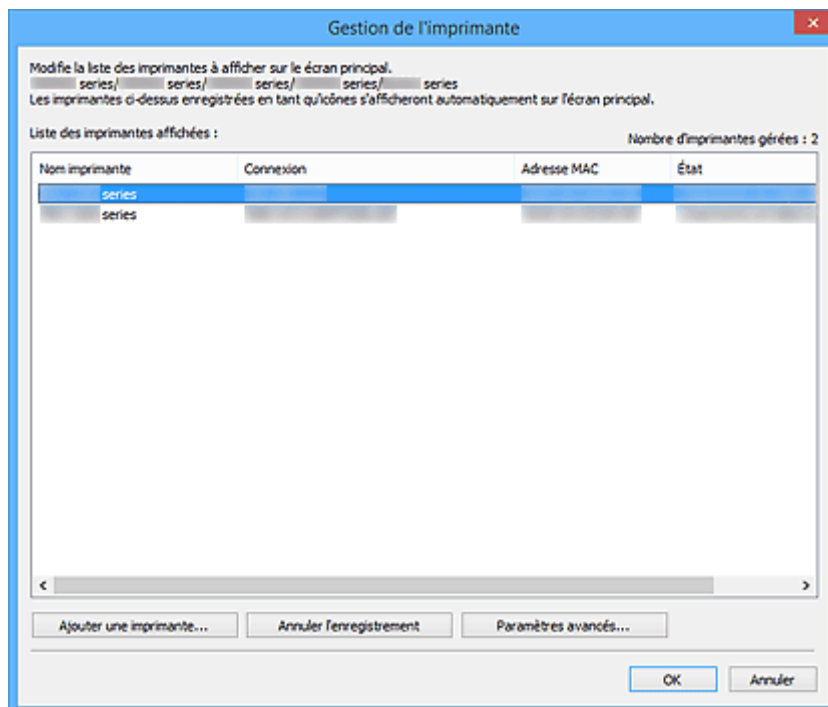 Gestion de l'imprimante
Modifie la liste des imprimantes à afficher sur le écran principal.
series/ series/ series/ series/ series
Les imprimantes ci-dessus enregistrées en tant qu'icônes s'afficheront automatiquement sur l'écran principal.
Liste des imprimantes affichées :
Nombre d'imprimantes gérées : 2
Nom imprimante Connexion Adresse MAC État
series
series
Ajouter une imprimante... Annuler l'enregistrement Paramètres avancés...
OK Annuler